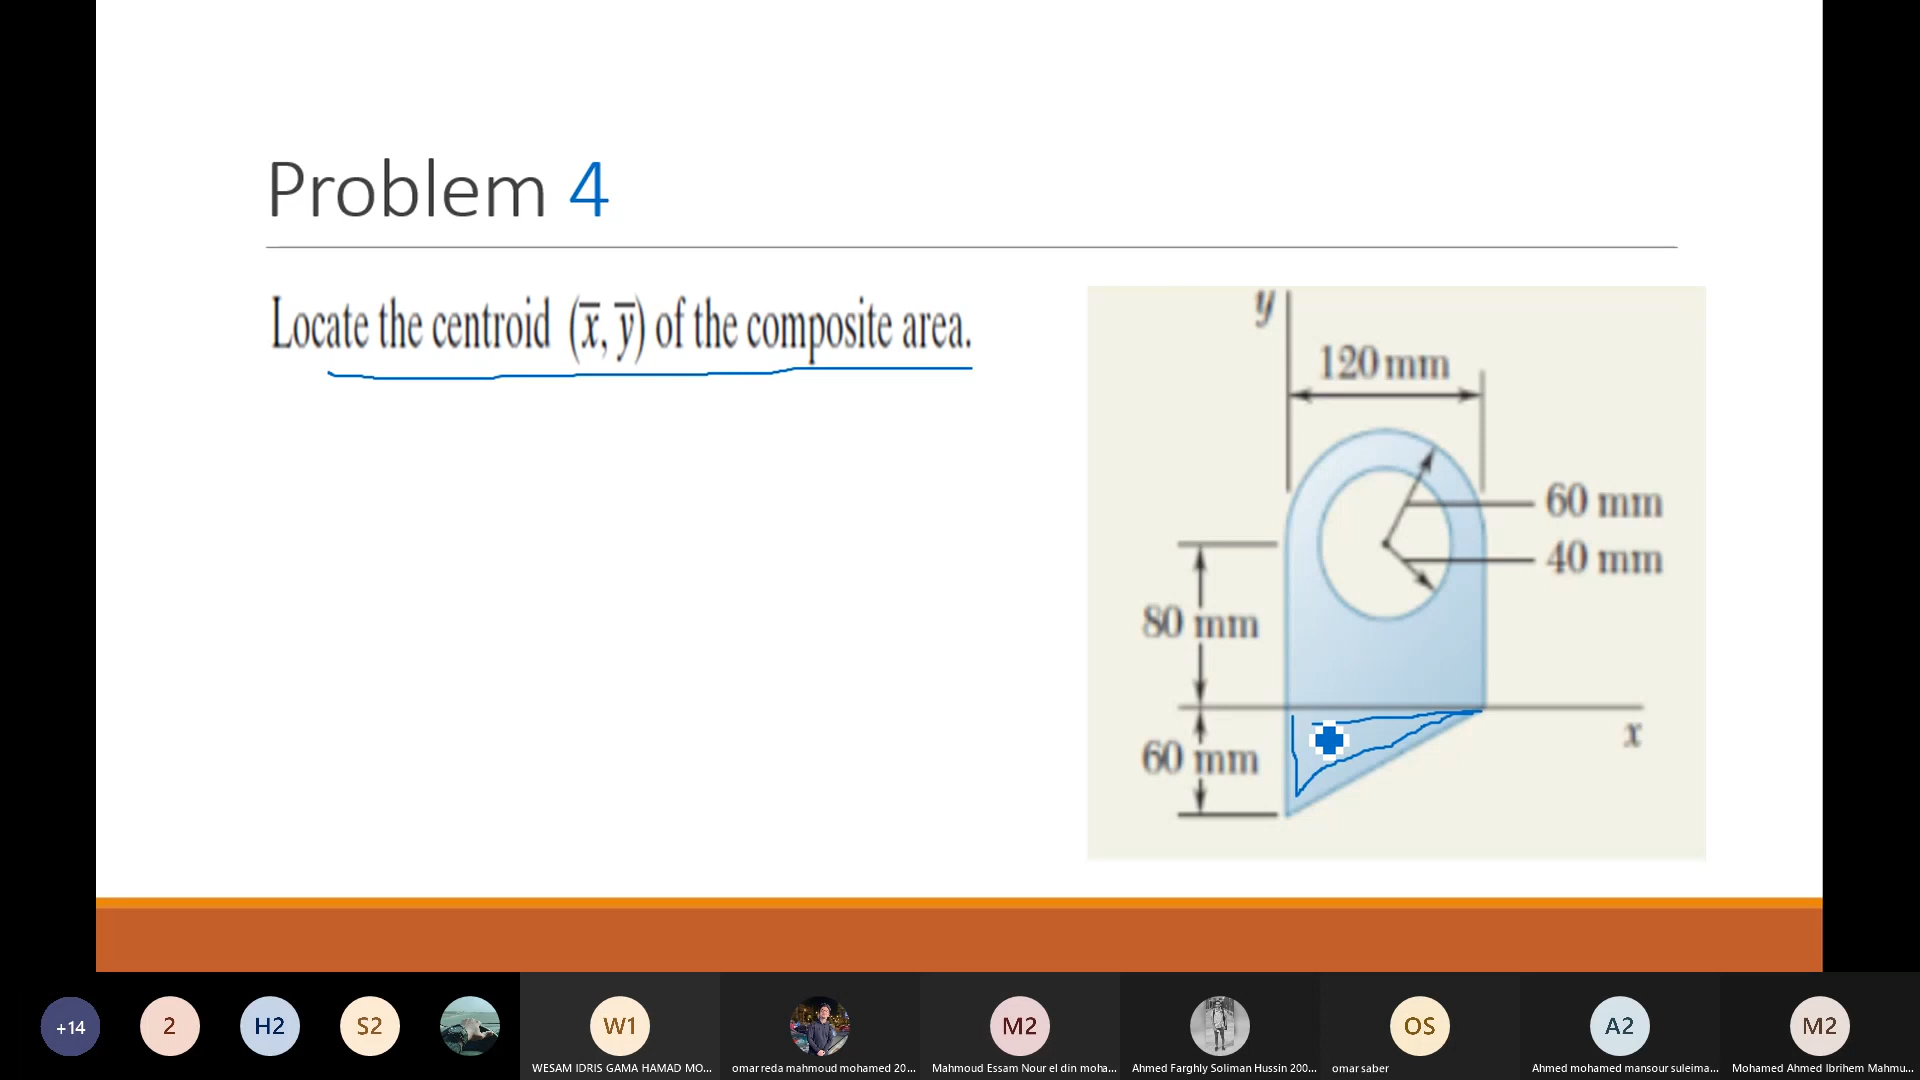 Problem 4
Locate the centroid (x̅, y̅) of the composite area.
y
120 mm
60 mm
40 mm
80 mm
60 mm
x
+14
2
H2
S2
W1
M2
OS
A2
M2
WESAM IDRIS GAMA HAMAD MO...
omar reda mahmoud mohamed 20...
Mahmoud Essam Nour el din moha...
Ahmed Farghly Soliman Hussin 200...
omar saber
Ahmed mohamed mansour suleima...
Mohamed Ahmed Ibrihem Mahmu...